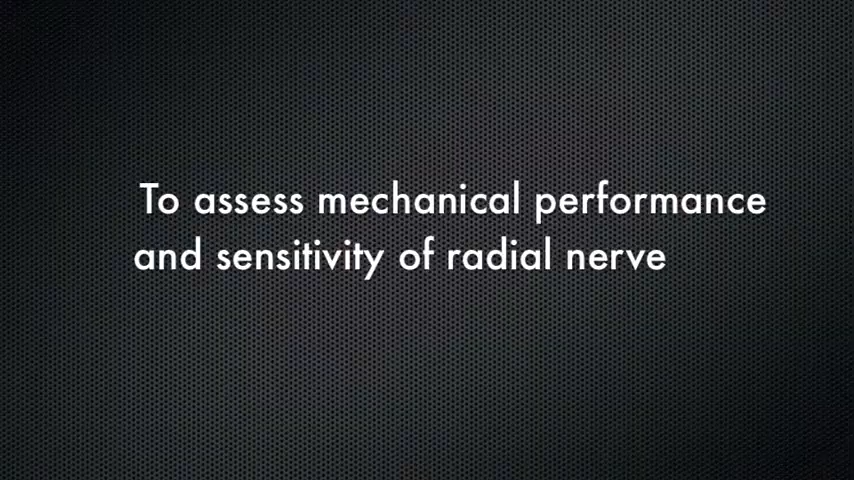 To assess mechanical performance
and sensitivity of radial nerve